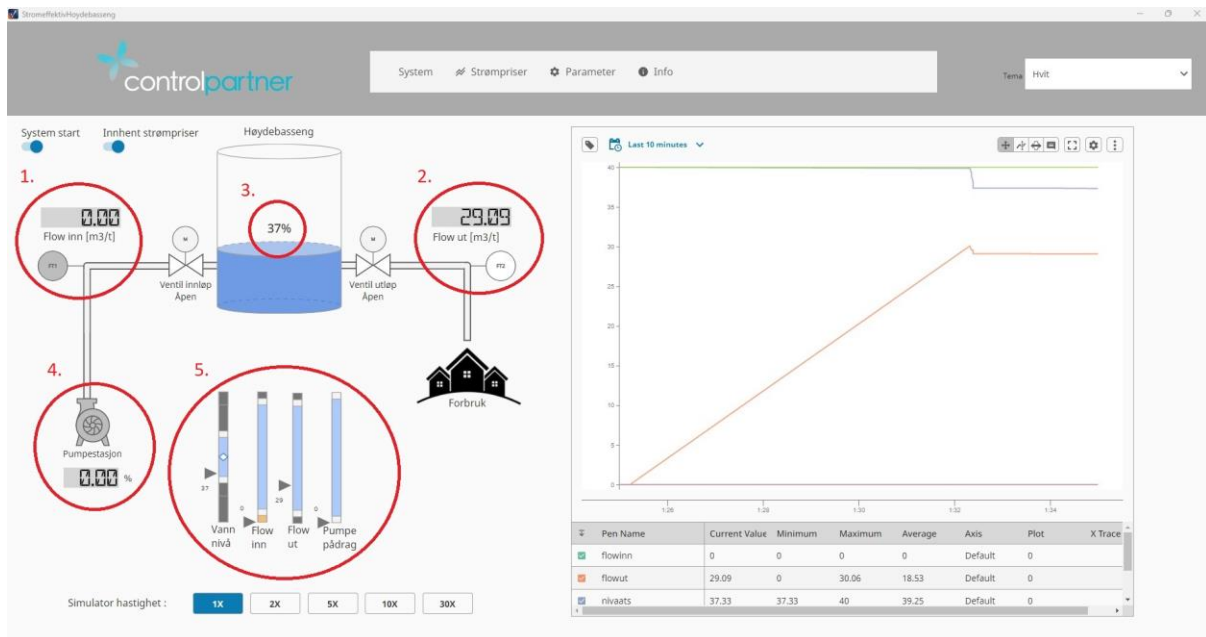 StromeffektivHoydebasseng
controlpartner
System Strømpriser Parameter Info
Tema Hvit
System start Innhent strømpriser Høydebasseng
Last 10 minutes
1. 2. 3. 4. 5.
0.00
Flow inn [m3/t]
FT1
M
Ventil innløp
Åpen
37%
M
Ventil utløp
Åpen
29.09
Flow ut [m3/t]
FT2
Forbruk
Pumpestasjon
0.00 %
37
0
29
0
Vann nivå
Flow inn
Flow ut
Pumpe pådrag
Simulator hastighet : 1X 2X 5X 10X 30X
40
30
25
20
15
10
5
0
1:26 1:28 1:30 1:32 1:34
Pen Name Current Value Minimum Maximum Average Axis Plot X Trace
flowinn 0 0 0 0 Default 0
flowut 29.09 0 30.06 18.53 Default 0
nivaats 37.33 37.33 40 39.25 Default 0